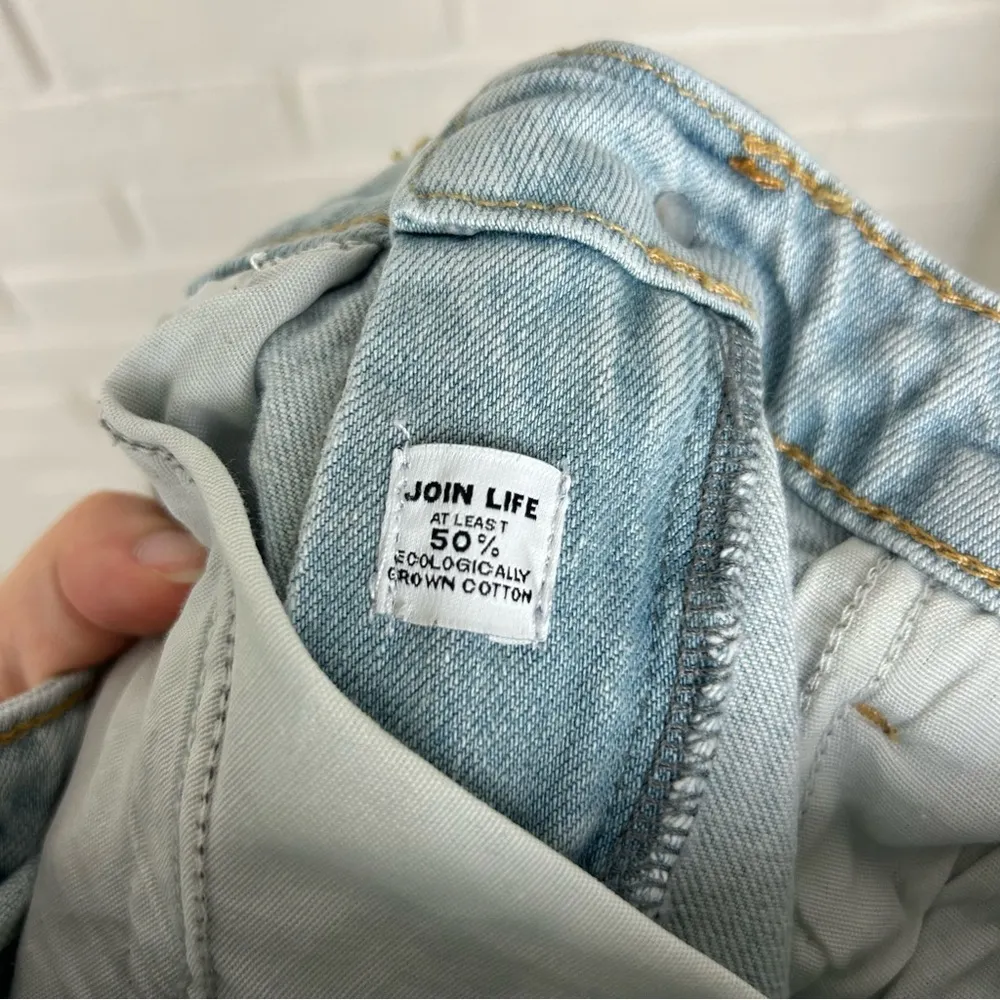 JOIN LIFE
AT LEAST
50%
ECOLOGICALLY
GROWN COTTON